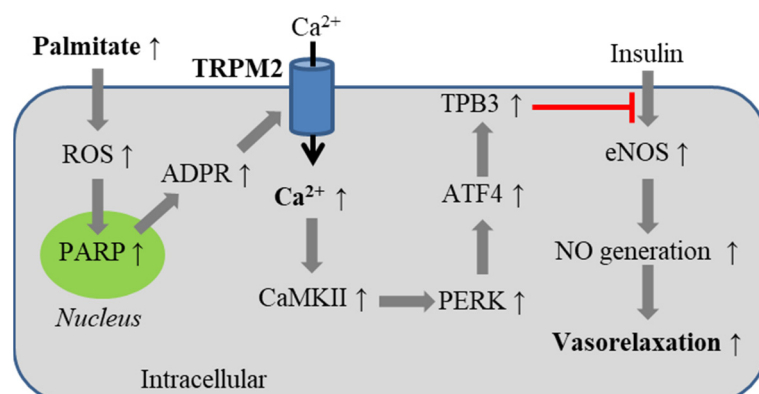 Ca²⁺
Palmitate ↑
TRPM2
Insulin
TPB3 ↑
ROS ↑
ADPR ↑
eNOS ↑
Ca²⁺ ↑
ATF4 ↑
PARP ↑
NO generation ↑
CaMKII ↑
PERK ↑
Nucleus
Vasorelaxation ↑
Intracellular